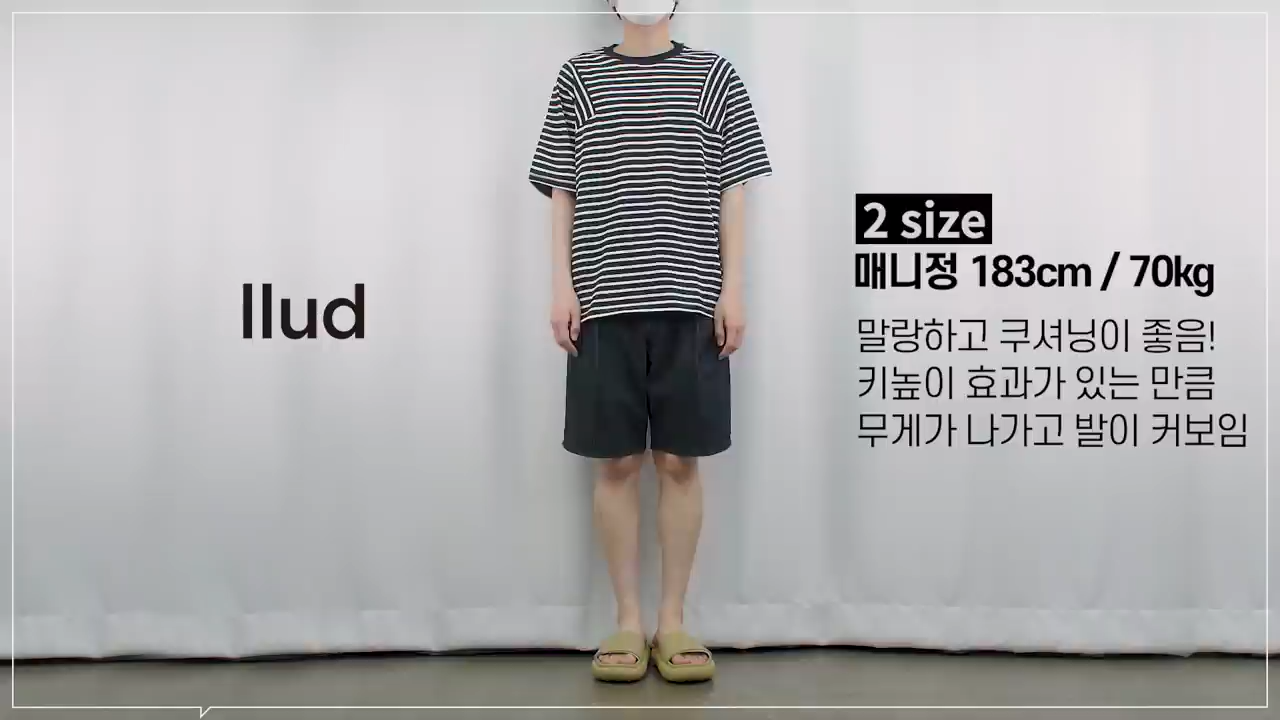 llud
2 size
매니정 183cm / 70kg
말랑하고 쿠셔닝이 좋음!
키높이 효과가 있는 만큼
무게가 나가고 발이 커보임